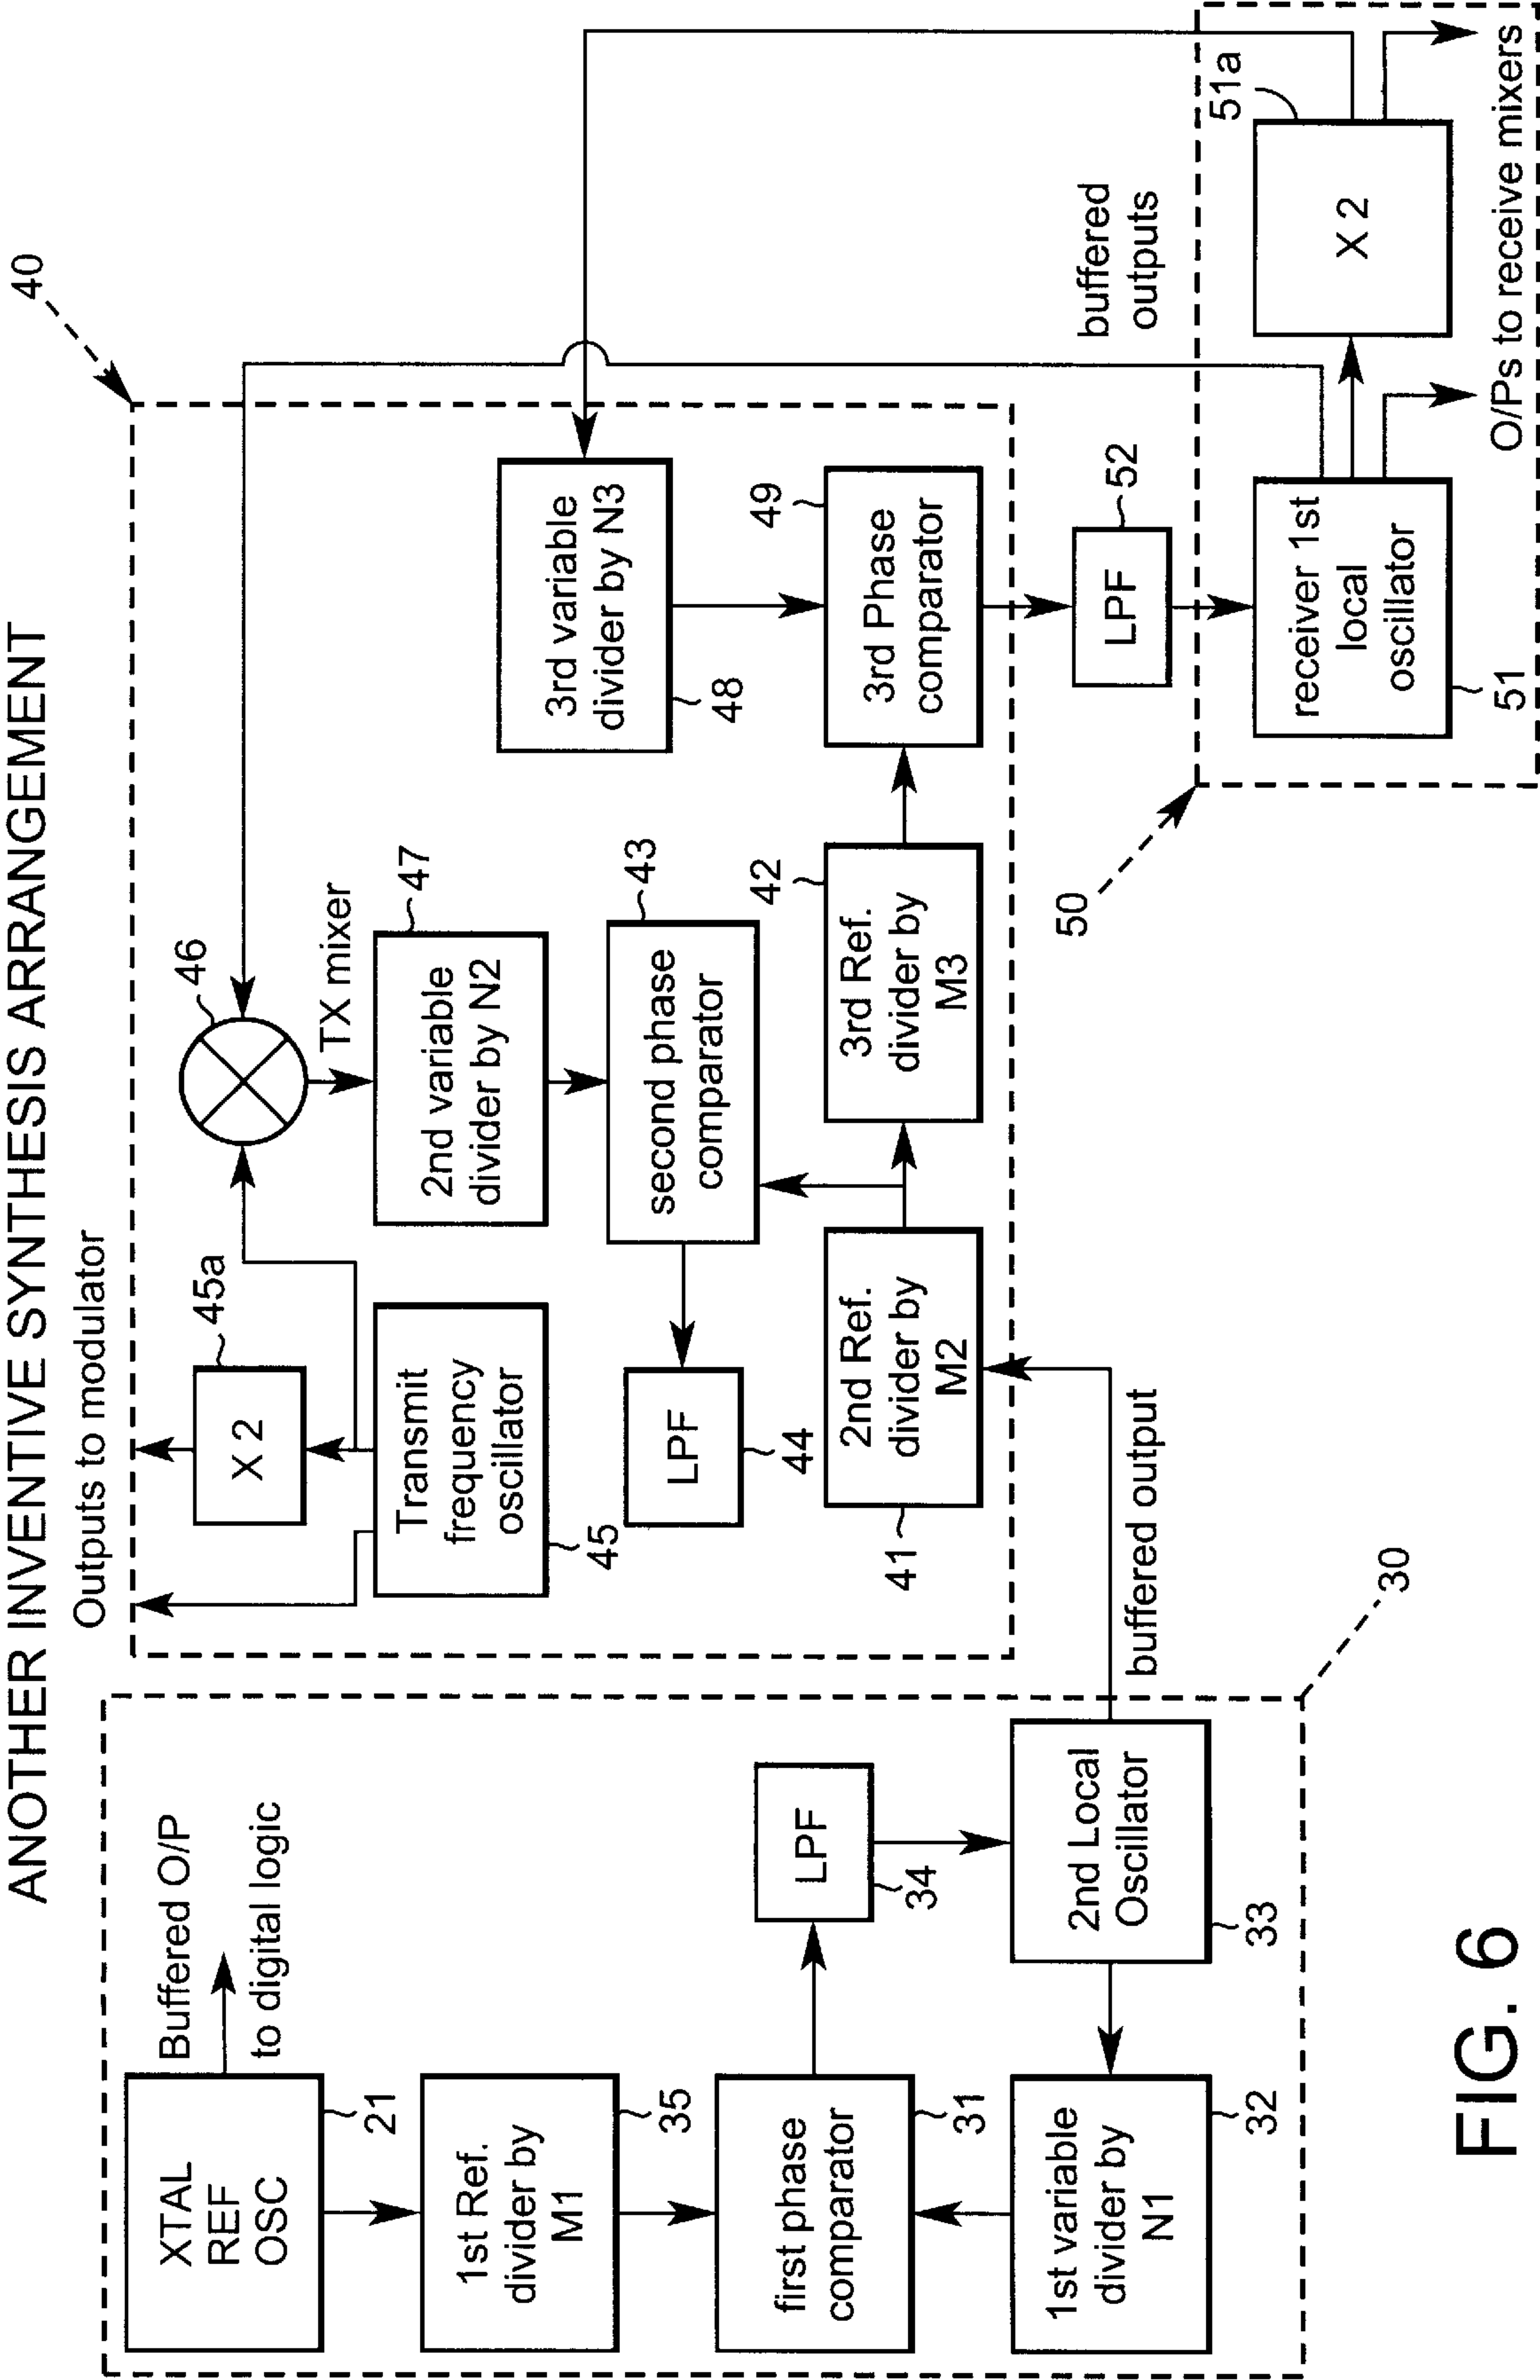 ANOTHER INVENTIVE SYNTHESIS ARRANGEMENT
XTAL
REF
OSC
21
Buffered O/P
to digital logic
1st Ref.
divider by
M1
35
first phase
comparator
31
1st variable
divider by
N1
32
LPF
34
2nd Local
Oscillator
33
30
buffered output
Outputs to modulator
40
X 2
45a
Transmit
frequency
oscillator
45
46
TX mixer
2nd variable
divider by N2
47
second phase
comparator
43
LPF
44
2nd Ref.
divider by
M2
41
3rd Ref.
divider by
M3
42
3rd variable
divider by N3
48
3rd Phase
comparator
49
LPF
52
buffered
outputs
50
receiver 1st
local
oscillator
51
X 2
51a
O/Ps to receive mixers
FIG. 6